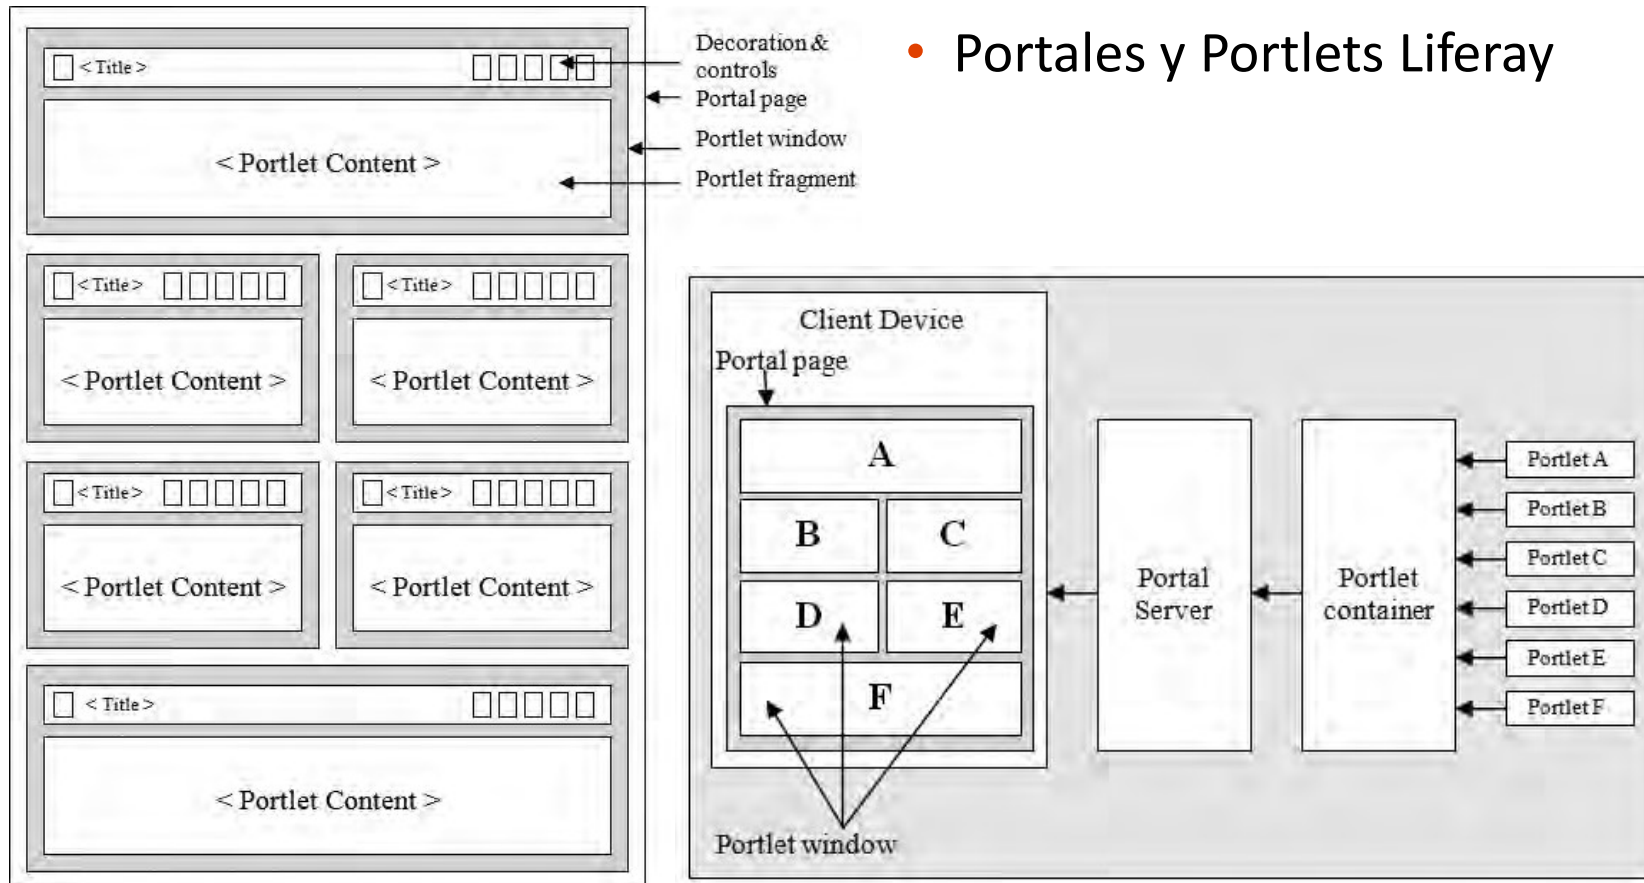 • Portales y Portlets Liferay
< Title >
< Portlet Content >
Decoration &
controls
Portal page
Portlet window
Portlet fragment
< Title >
< Title >
< Portlet Content >
< Portlet Content >
< Title >
< Title >
< Portlet Content >
< Portlet Content >
< Title >
< Portlet Content >
Client Device
Portal page
A
B
C
D
E
F
Portlet window
Portal
Server
Portlet
container
Portlet A
Portlet B
Portlet C
Portlet D
Portlet E
Portlet F